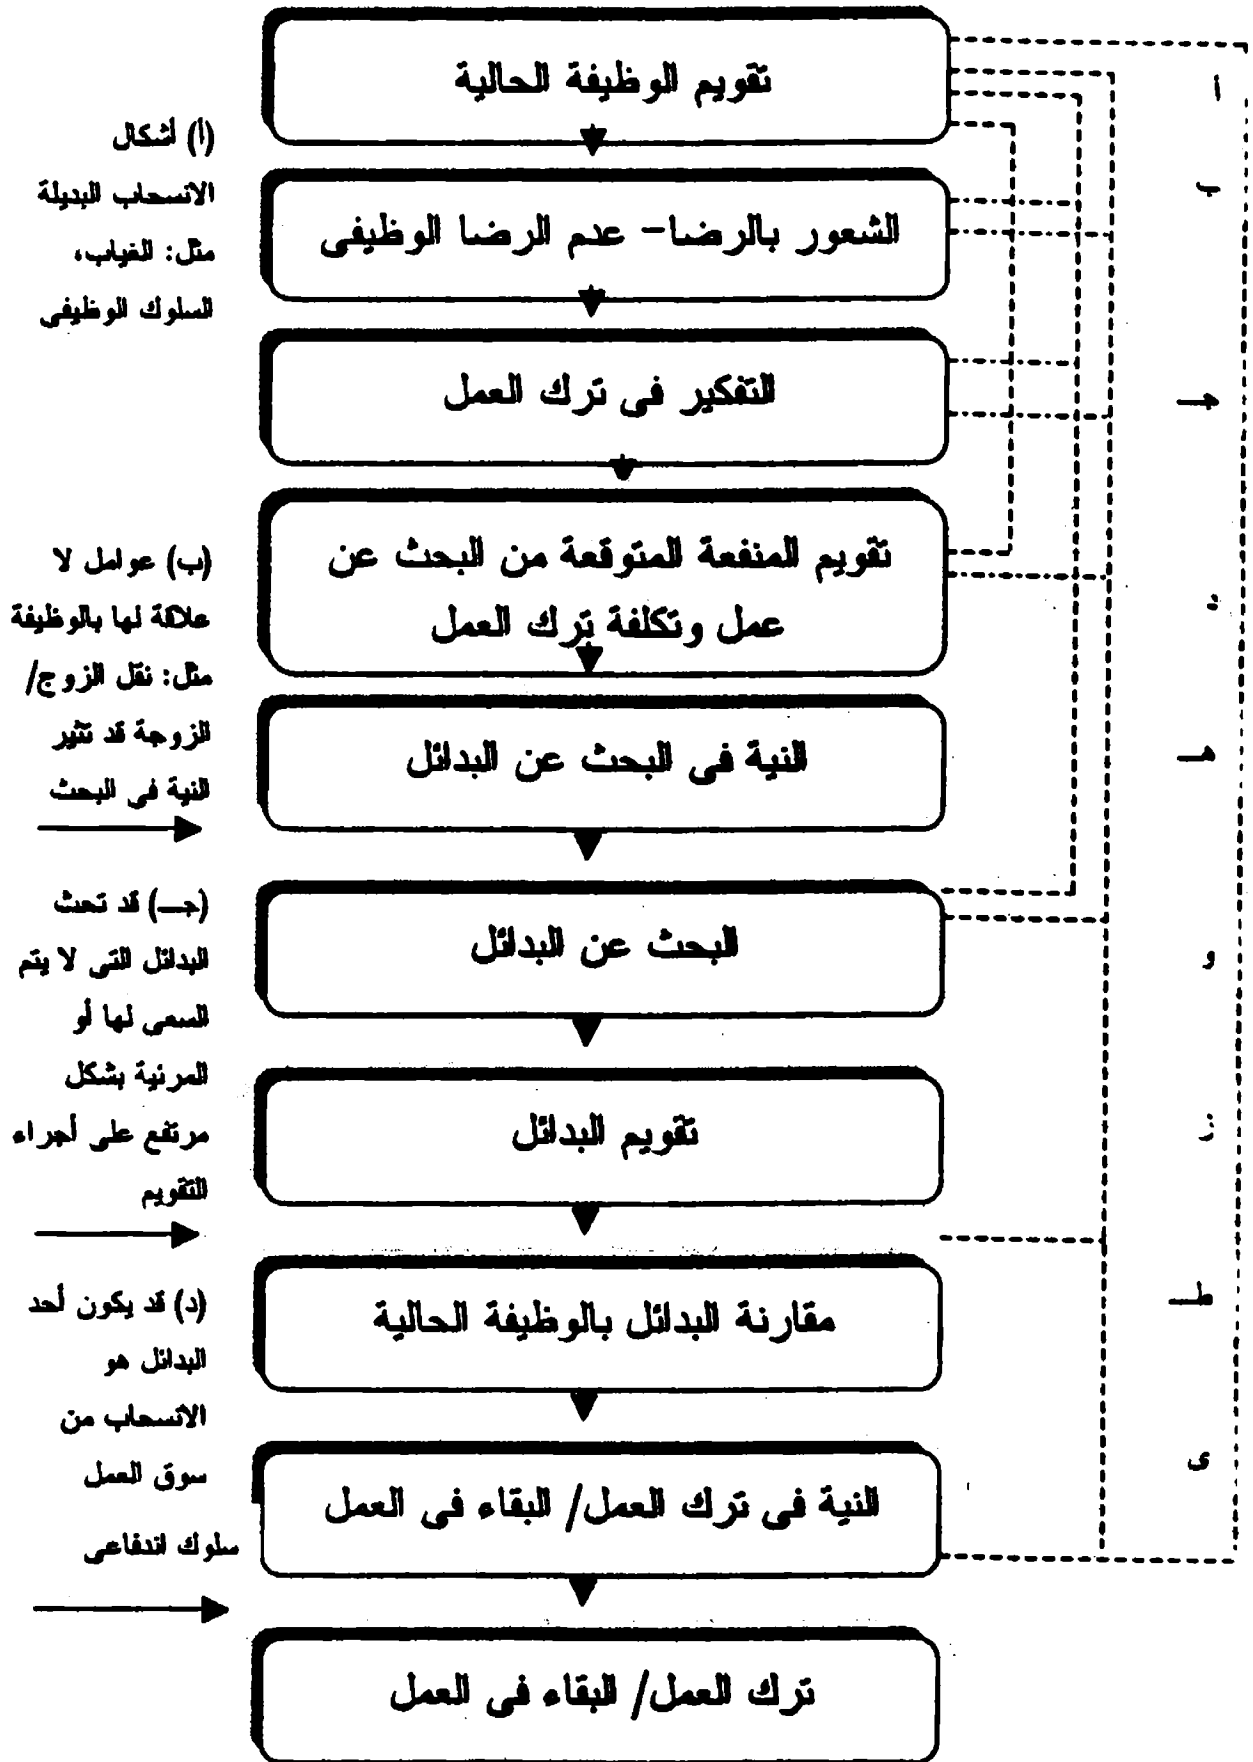 تقويم الوظيفة الحالية
الشعور بالرضا- عدم الرضا الوظيفى
التفكير فى ترك العمل
تقويم المنفعة المتوقعة من البحث عن
عمل وتكلفة ترك العمل
النية فى البحث عن البدائل
البحث عن البدائل
تقويم البدائل
مقارنة البدائل بالوظيفة الحالية
النية فى ترك العمل/ البقاء فى العمل
ترك العمل/ البقاء فى العمل
(أ) أشكال
الانسحاب البديلة
مثل: الغياب،
السلوك الوظيفى
(ب) عوامل لا
علاقة لها بالوظيفة
مثل: نقل الزوج/
الزوجة قد تثير
النية فى البحث
(جـ) قد تحث
البدائل التى لا يتم
السعى لها أو
المرئية بشكل
مرتفع على أجراء
التقويم
(د) قد يكون أحد
البدائل هو
الانسحاب من
سوق العمل
سلوك اندفاعى
أ
ب
جـ
هـ
و
ز
طـ
ى